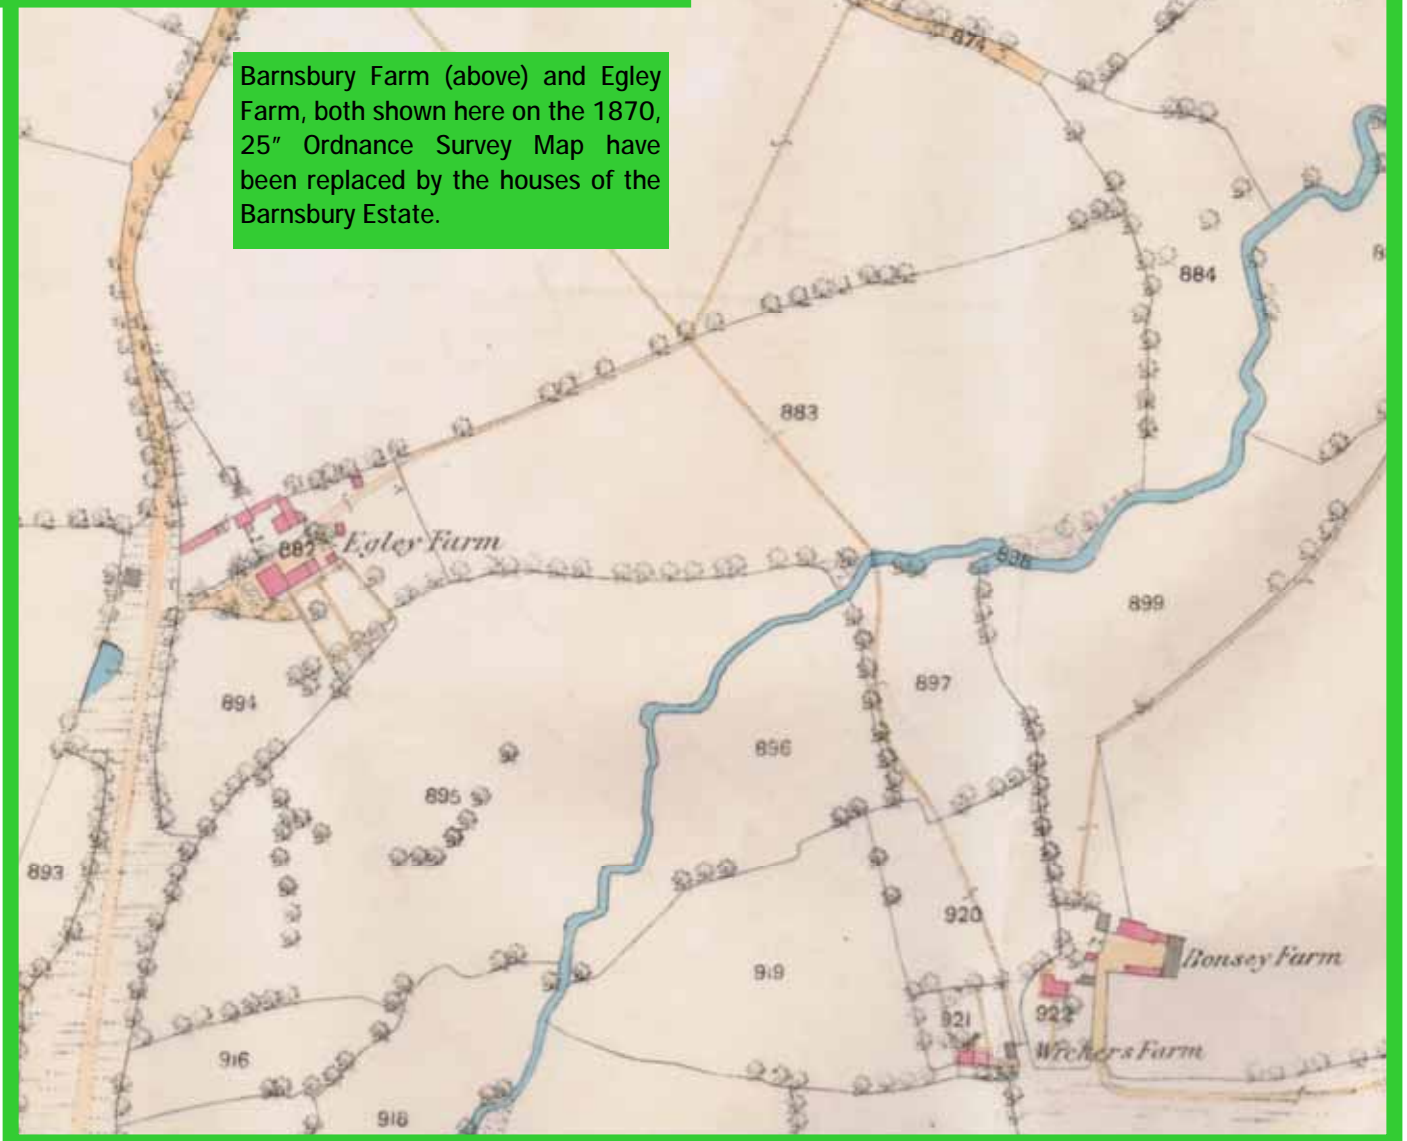 Barnsbury Farm (above) and Egley
Farm, both shown here on the 1870,
25” Ordnance Survey Map have
been replaced by the houses of the
Barnsbury Estate.
874
884
883
Egley Farm
882
898
899
897
894
896
895
893
920
Bonsey Farm
919
921
922
Wickers Farm
916
918